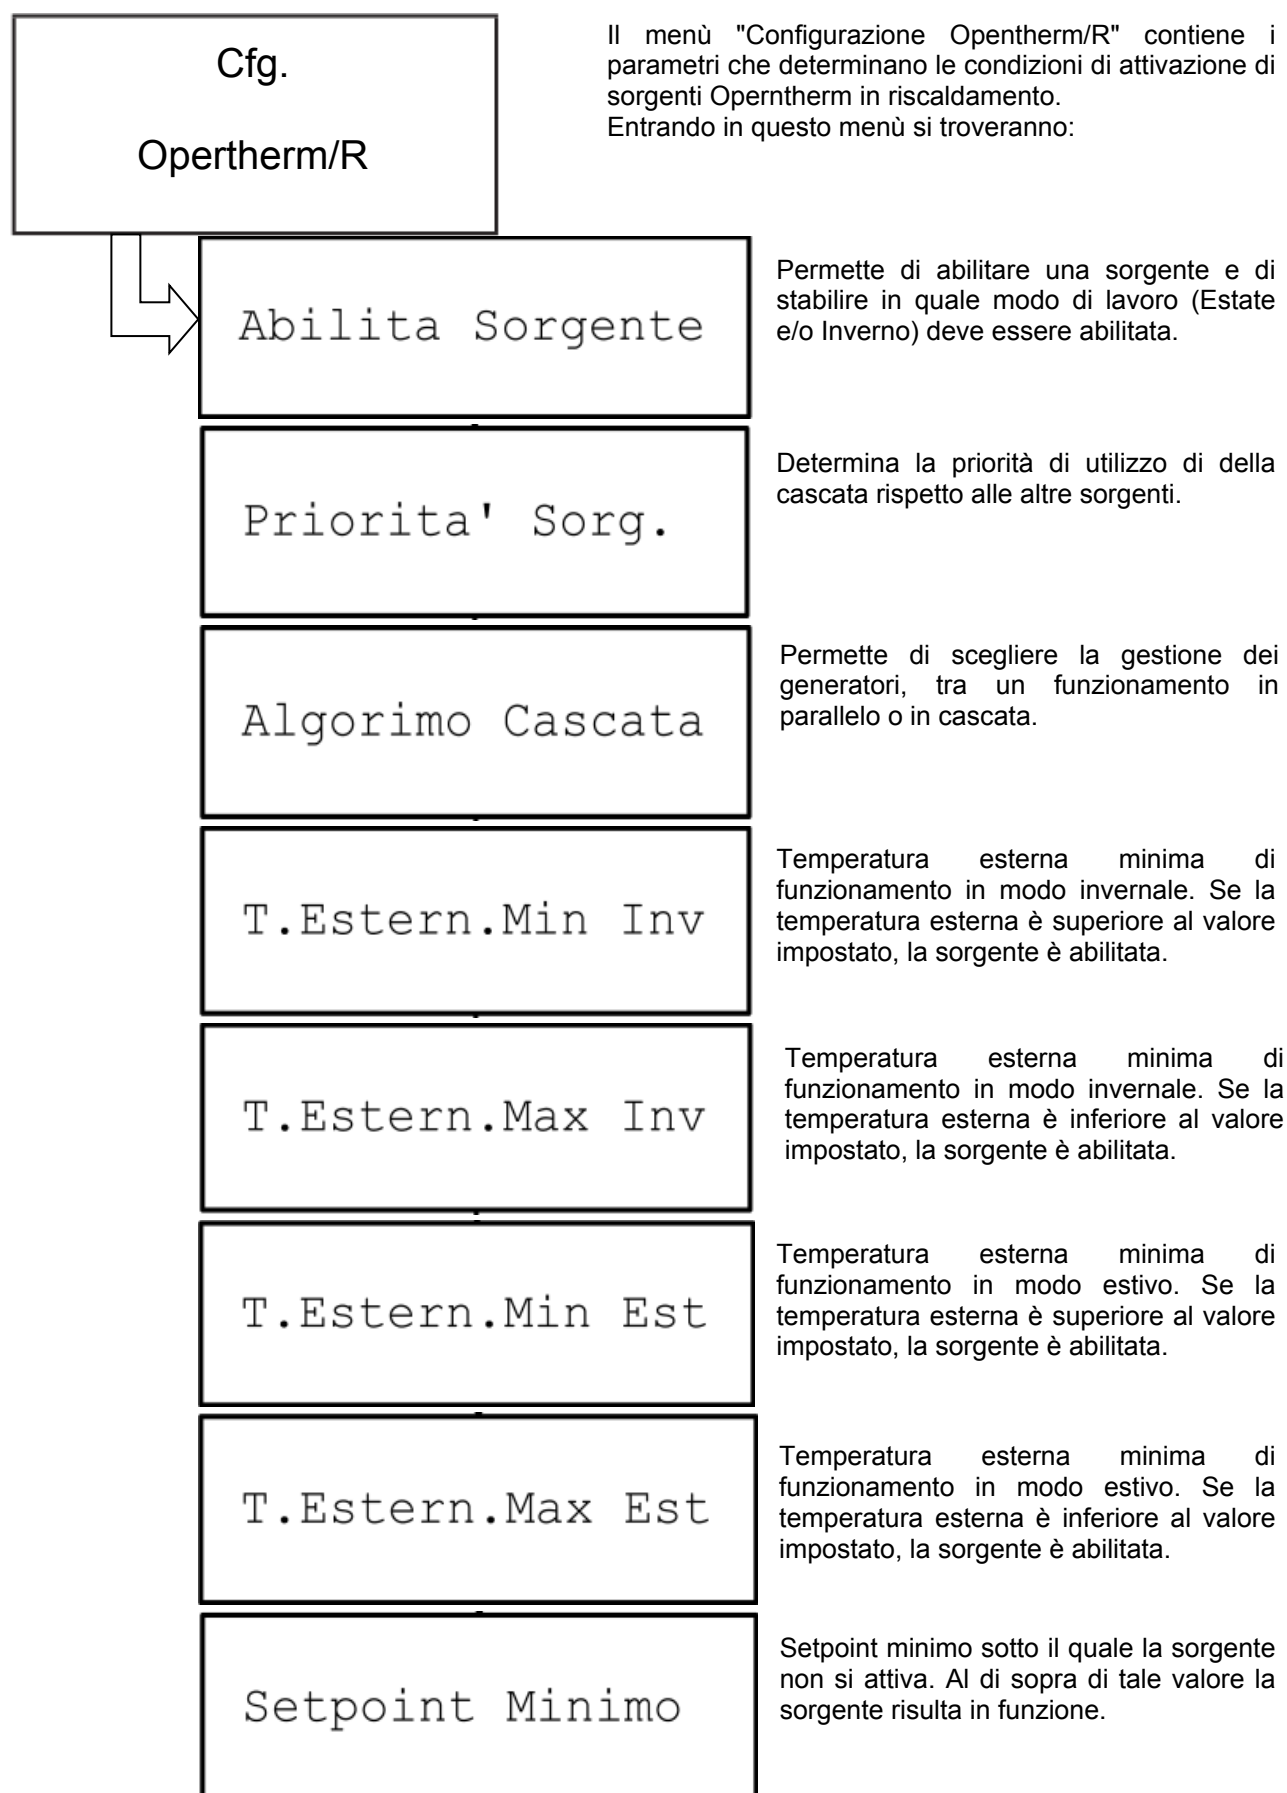 Cfg.
Opertherm/R
Il menù "Configurazione Opentherm/R" contiene i
parametri che determinano le condizioni di attivazione di
sorgenti Operntherm in riscaldamento.
Entrando in questo menù si troveranno:
Abilita Sorgente
Permette di abilitare una sorgente e di
stabilire in quale modo di lavoro (Estate
e/o Inverno) deve essere abilitata.
Priorita' Sorg.
Determina la priorità di utilizzo di della
cascata rispetto alle altre sorgenti.
Algorimo Cascata
Permette di scegliere la gestione dei
generatori, tra un funzionamento in
parallelo o in cascata.
T.Estern.Min Inv
Temperatura esterna minima di
funzionamento in modo invernale. Se la
temperatura esterna è superiore al valore
impostato, la sorgente è abilitata.
T.Estern.Max Inv
Temperatura esterna minima di
funzionamento in modo invernale. Se la
temperatura esterna è inferiore al valore
impostato, la sorgente è abilitata.
T.Estern.Min Est
Temperatura esterna minima di
funzionamento in modo estivo. Se la
temperatura esterna è superiore al valore
impostato, la sorgente è abilitata.
T.Estern.Max Est
Temperatura esterna minima di
funzionamento in modo estivo. Se la
temperatura esterna è inferiore al valore
impostato, la sorgente è abilitata.
Setpoint Minimo
Setpoint minimo sotto il quale la sorgente
non si attiva. Al di sopra di tale valore la
sorgente risulta in funzione.